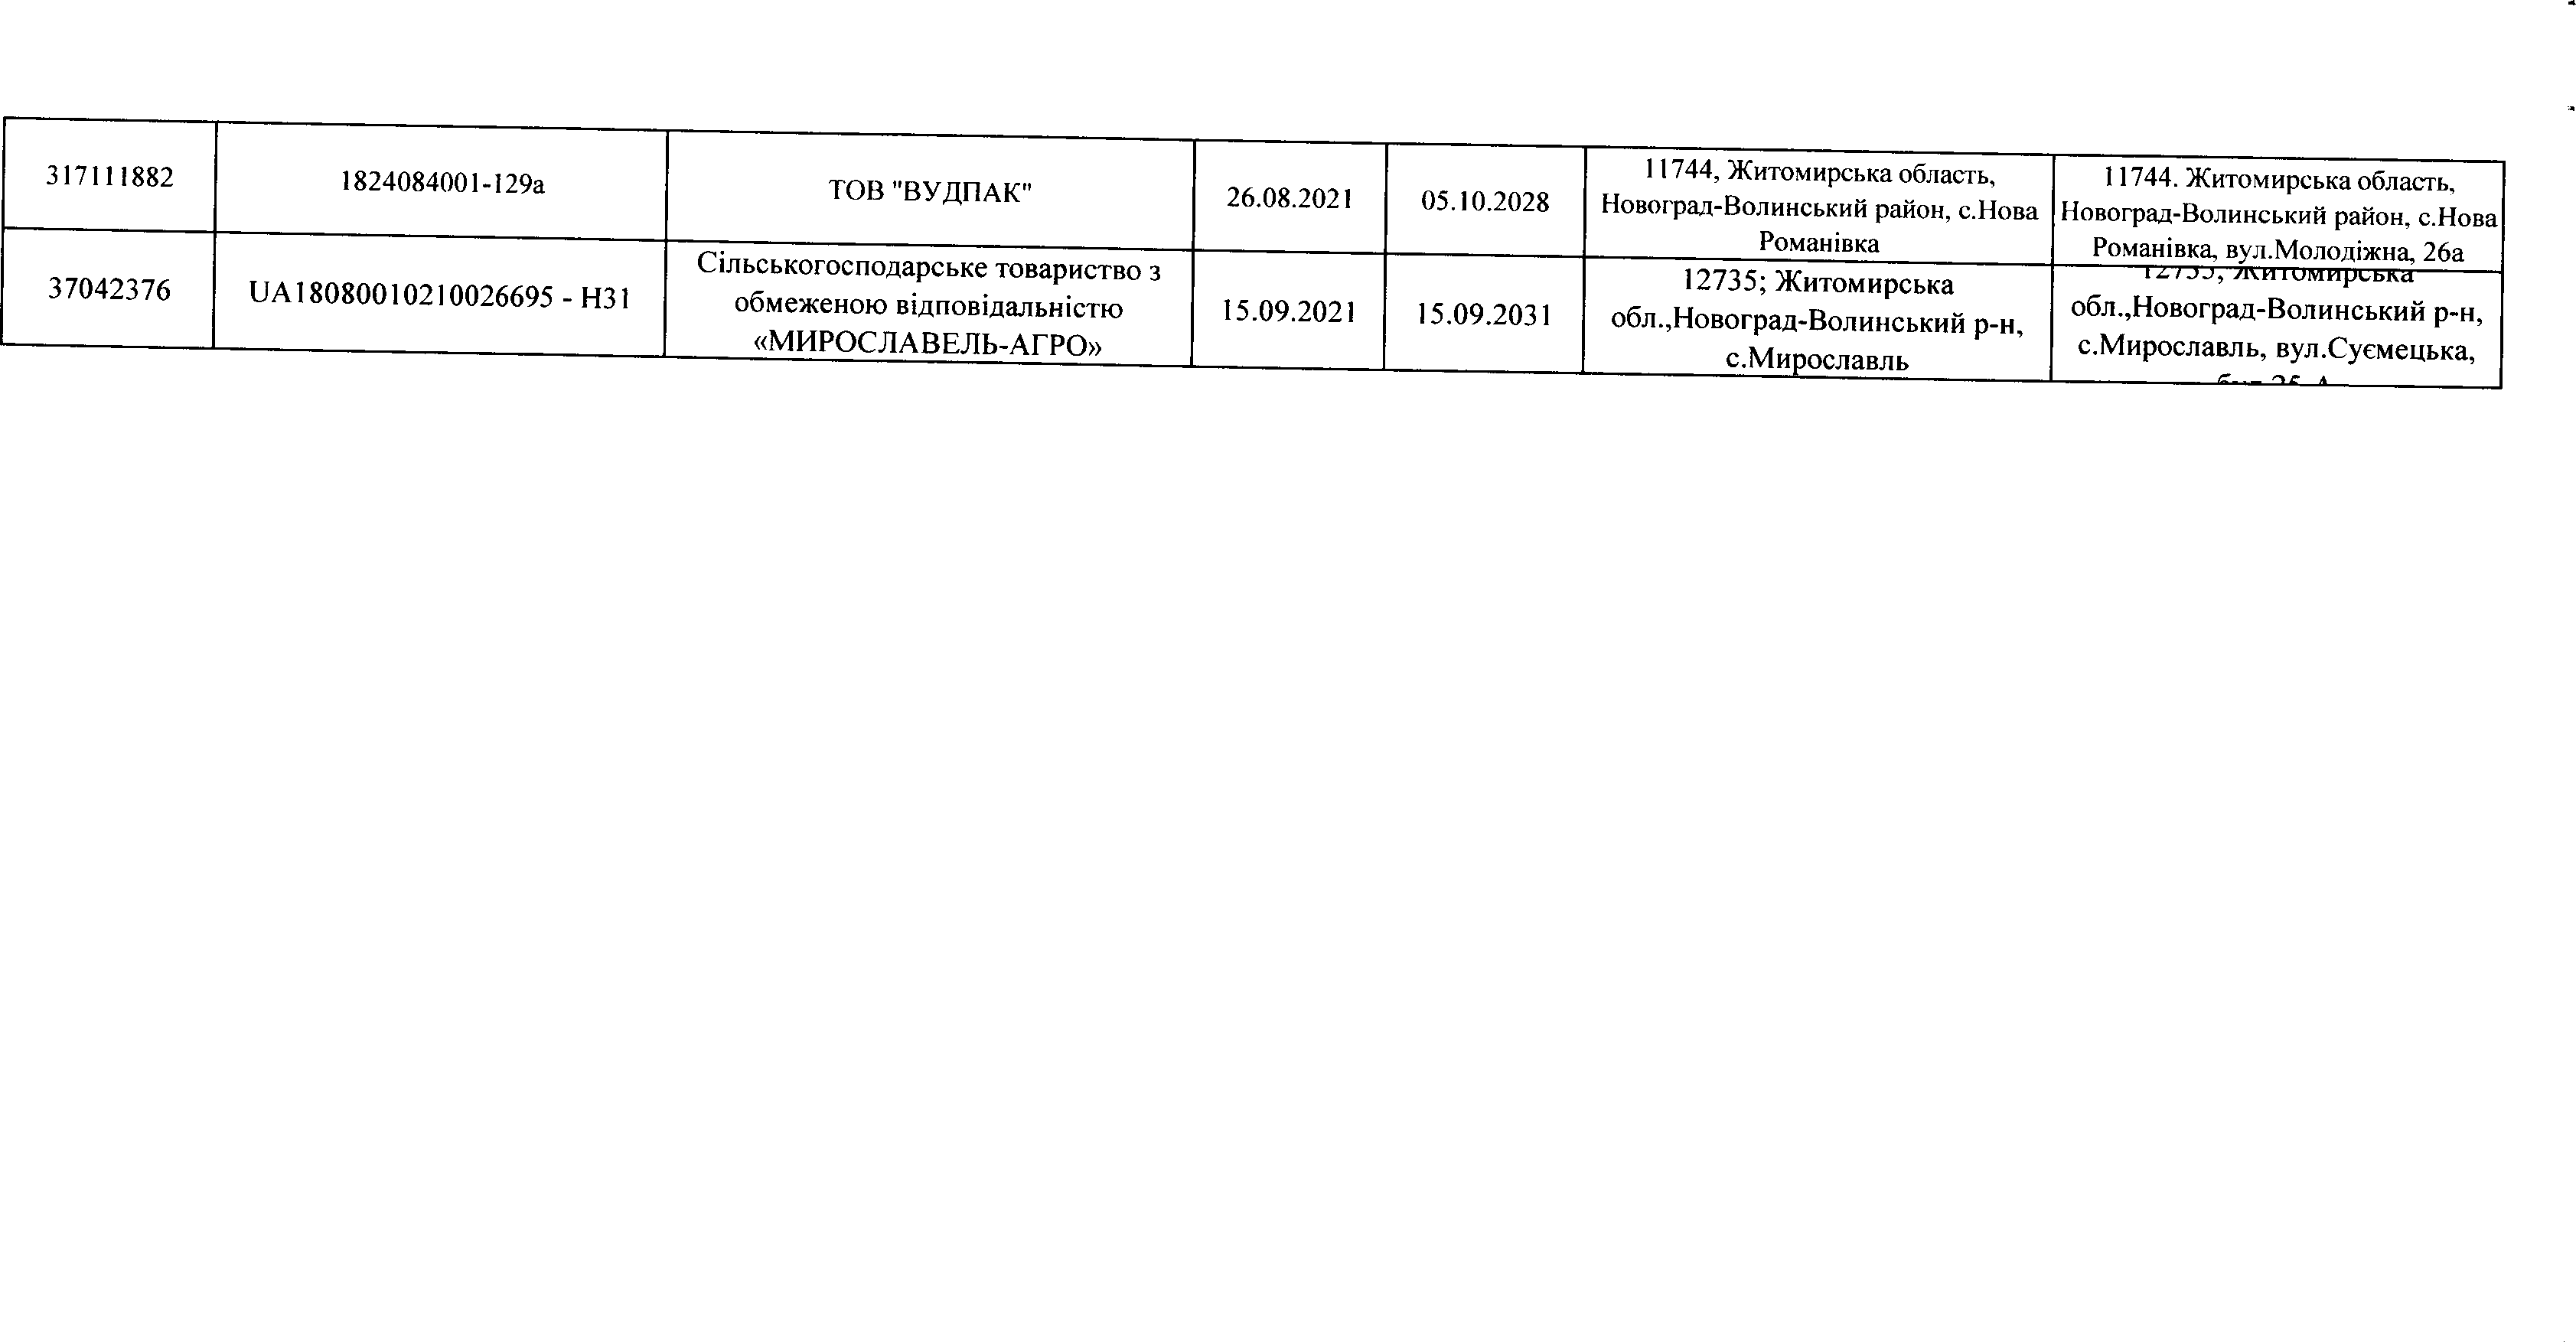 317111882
1824084001-129а
ТОВ "ВУДПАК"
26.08.2021
05.10.2028
11744, Житомирська область,
Новоград-Волинський район, с.Нова
Романівка
11744. Житомирська область,
Новоград-Волинський район, с.Нова
Романівка, вул.Молодіжна, 26а
37042376
UA18080010210026695 - Н31
Сільськогосподарське товариство з
обмеженою відповідальністю
«МИРОСЛАВЕЛЬ-АГРО»
15.09.2021
15.09.2031
12735; Житомирська
обл.,Новоград-Волинський р-н,
с.Мирославль
12735, Житомирська
обл.,Новоград-Волинський р-н,
с.Мирославль, вул.Суємецька,